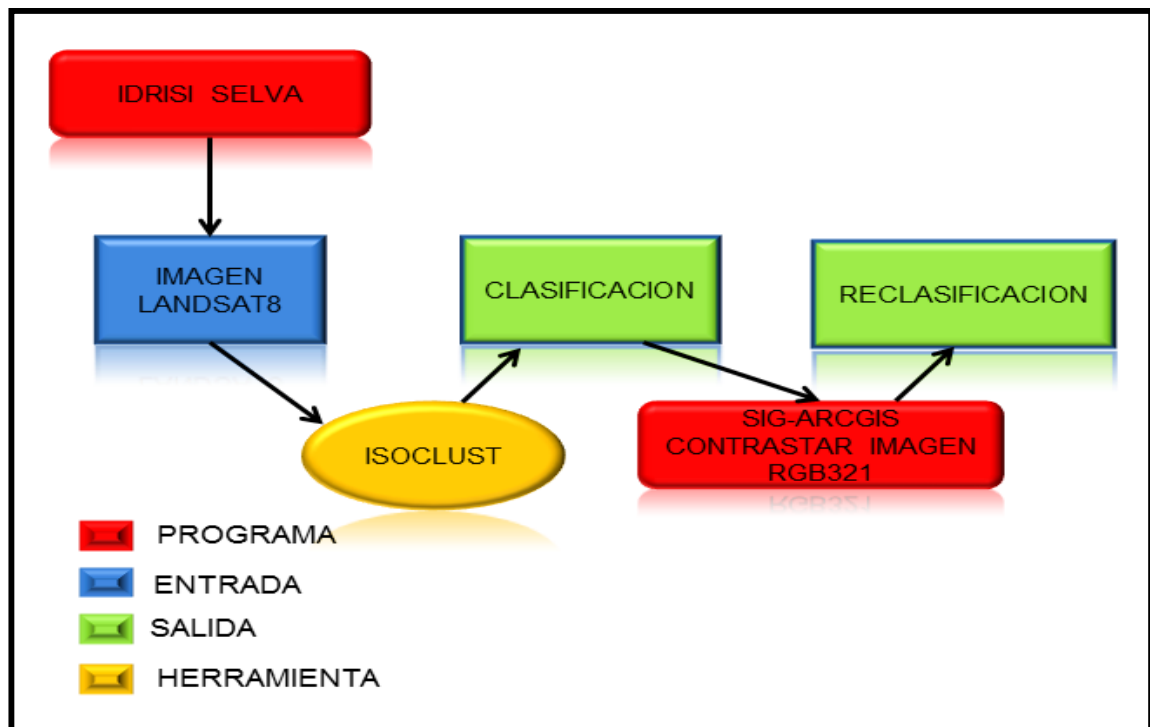 IDRISI SELVA
IMAGEN
LANDSAT8
CLASIFICACION
RECLASIFICACION
ISOCLUST
SIG-ARCGIS
CONTRASTAR IMAGEN
RGB321
PROGRAMA
ENTRADA
SALIDA
HERRAMIENTA